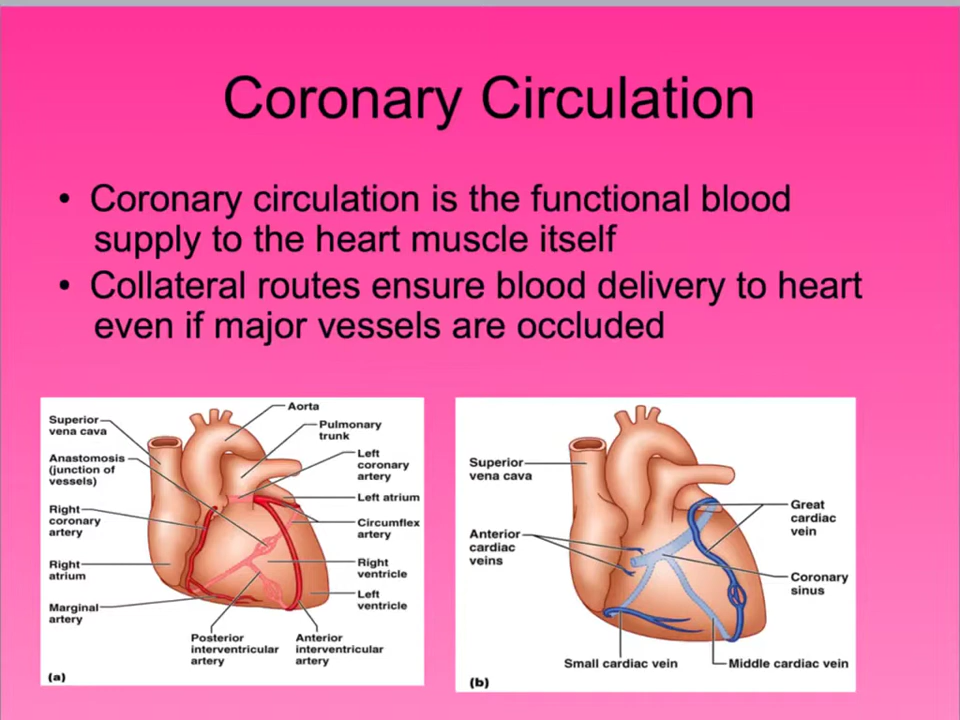 Coronary Circulation
• Coronary circulation is the functional blood
supply to the heart muscle itself
• Collateral routes ensure blood delivery to heart
even if major vessels are occluded
Superior
vena cava
Anastomosis
(junction of
vessels)
Right
coronary
artery
Right
atrium
Marginal
artery
Aorta
Pulmonary
trunk
Left
coronary
artery
Left atrium
Circumflex
artery
Right
ventricle
Left
ventricle
Posterior
interventricular
artery
Anterior
interventricular
artery
(a)
Superior
vena cava
Anterior
cardiac
veins
Great
cardiac
vein
Coronary
sinus
Small cardiac vein
Middle cardiac vein
(b)